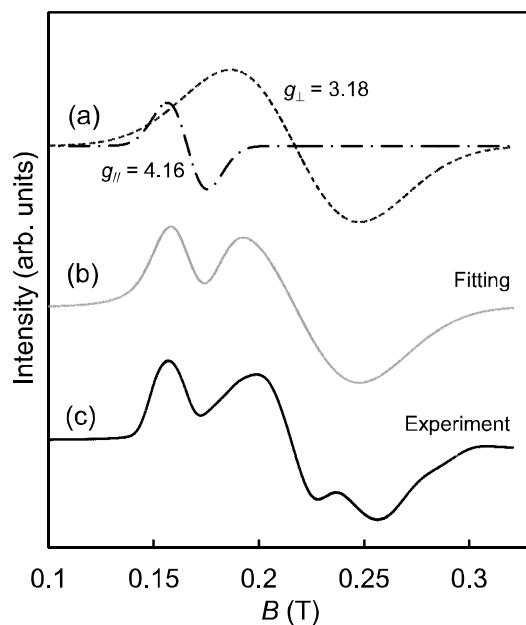 g⊥ = 3.18
(a)
g// = 4.16
(b)
Fitting
(c)
Experiment
Intensity (arb. units)
0.1 0.15 0.2 0.25 0.3
B (T)